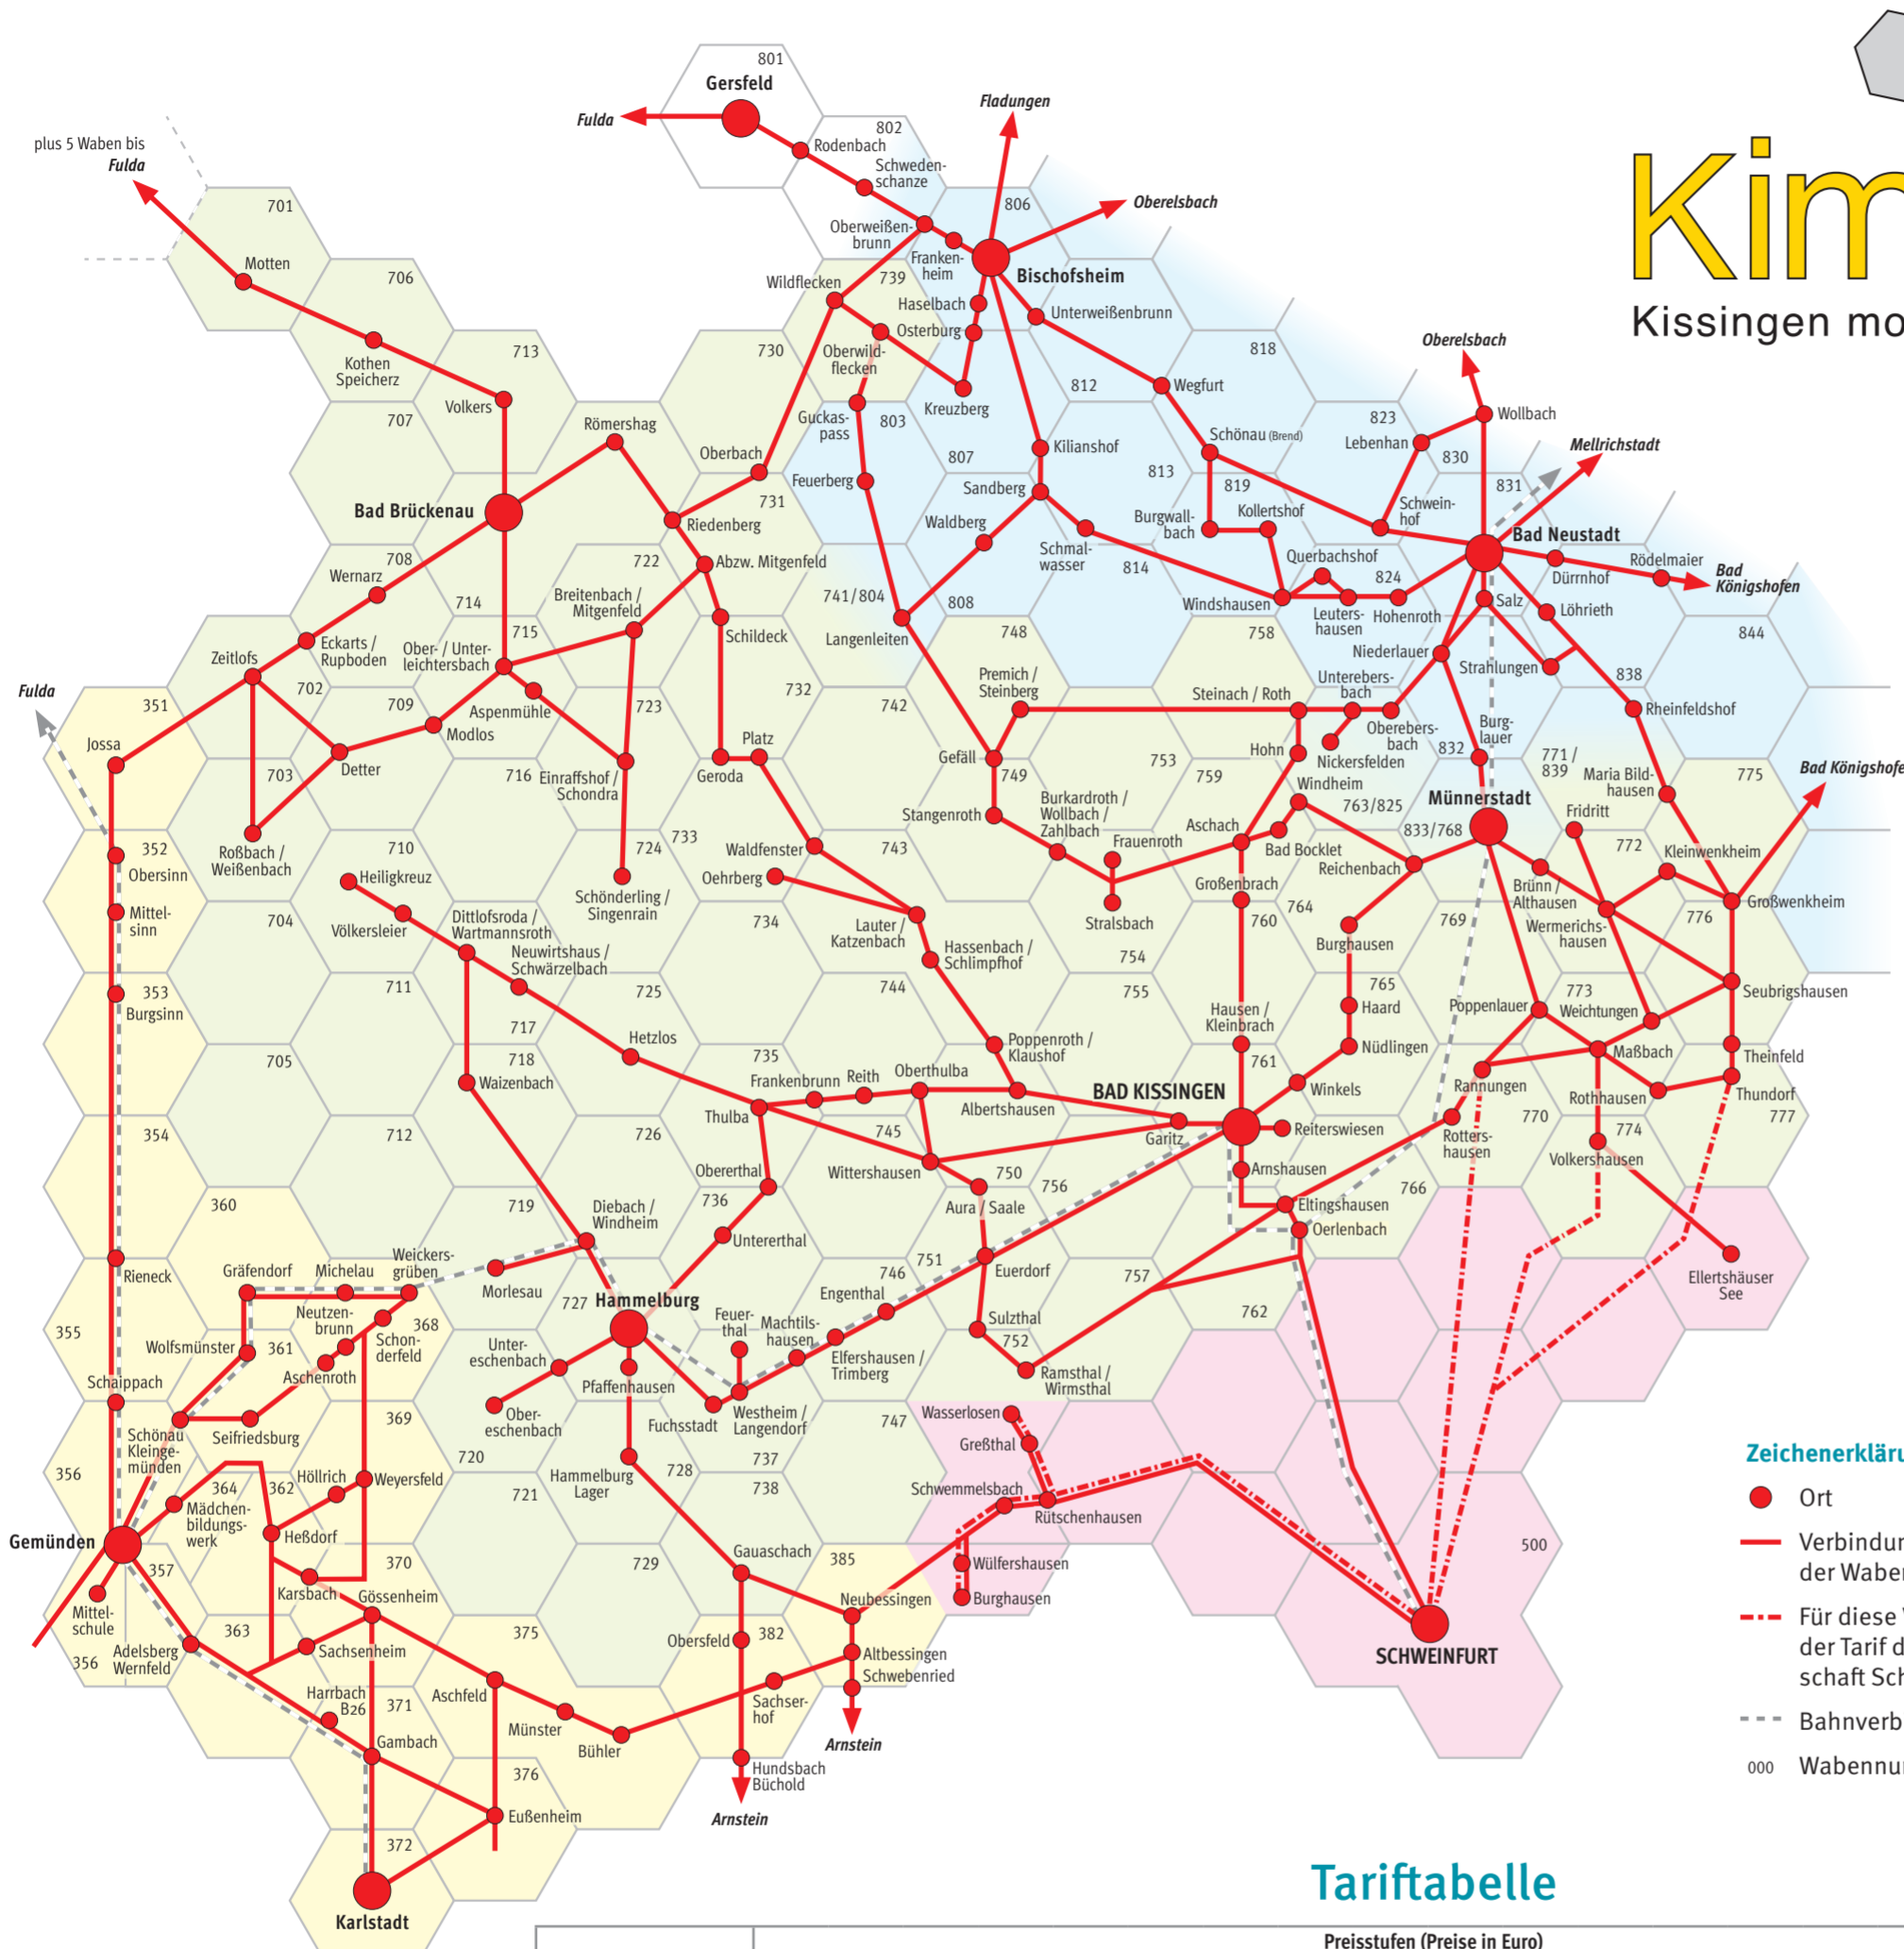 801
Gersfeld
Fulda
Fladungen
802
Rodenbach
Schweden-
schanze
plus 5 Waben bis
Fulda
Kim
Kissingen mo
701
806
Oberelsbach
Oberweißen-
brunn
Franken-
heim
Bischofsheim
Motten
706
Wildflecken
739
Haselbach
Unterweißenbrunn
Osterburg
Oberwild-
flecken
Kothen
Speicherz
713
730
818
Oberelsbach
812
Wegfurt
Volkers
707
Römershag
Guckas-
pass
803
Kreuzberg
823
Wollbach
Lebenhan
Schönau (Brend)
Mellrichstadt
Oberbach
Kilianshof
807
830
813
Feuerberg
Sandberg
819
831
731
Bad Brückenau
Riedenberg
Waldberg
Burgwall-
bach
Kollertshof
Schwein-
hof
Bad Neustadt
Schmal-
wasser
Querbachshof
Rödelmaier
708
722
Abzw. Mitgenfeld
814
824
Dürrnhof
Bad
Königshofen
Wernarz
Breitenbach /
Mitgenfeld
741/804
808
Windshausen
Leuters-
hausen
Hohenroth
Salz
Löhrieth
714
715
Schildeck
Langenleiten
748
758
844
Eckarts /
Rupboden
Ober- / Unter-
leichtersbach
Zeitlofs
Niederlauer
Strahlungen
Fulda
702
709
Aspenmühle
732
Premich /
Steinberg
Steinach / Roth
Unterebers-
bach
838
351
723
742
Rheinfeldshof
Jossa
Modlos
Platz
Oberebers-
bach
Burg-
lauer
Detter
703
716
Einraffshof /
Schondra
Geroda
Gefäll
749
753
759
Hohn
Nickersfelden
832
771 /
839
Maria Bild-
hausen
775
Bad Königshofe
Windheim
Münnerstadt
Stangenroth
Burkardroth /
Wollbach /
Zahlbach
763/825
Fridritt
352
Obersinn
Roßbach /
Weißenbach
710
724
733
Waldfenster
743
Frauenroth
Aschach
Bad Bocklet
833/768
Reichenbach
772
Kleinwenkheim
Heiligkreuz
Oehrberg
Großenbrach
Brünn /
Althausen
Mittel-
sinn
Völkersleier
Dittlofsroda /
Wartmannsroth
Schönderling /
Singenrain
704
734
Lauter /
Katzenbach
Stralsbach
760
764
769
Wermerichs-
hausen
776
Großwenkheim
Neuwirtshaus /
Schwärzelbach
Hassenbach /
Schlimpfhof
754
Burghausen
353
Burgsinn
711
725
744
755
765
773
Seubrigshausen
717
Hausen /
Kleinbrach
Haard
Poppenlauer
Weichtungen
Hetzlos
Poppenroth /
Klaushof
705
718
735
761
Nüdlingen
Maßbach
Theinfeld
Waizenbach
Frankenbrunn
Reith
Oberthulba
BAD KISSINGEN
Winkels
Rannungen
Rothhausen
Thundorf
Thulba
Albertshausen
354
712
726
745
Garitz
Reiterswiesen
Rotters-
hausen
770
774
777
Wittershausen
Arnshausen
Volkershausen
Obererthal
750
756
360
719
Diebach /
Windheim
736
Aura / Saale
Eltingshausen
766
Untererthal
Oerlenbach
Rieneck
Gräfendorf
Michelau
Weickers-
grüben
Morlesau
751
746
Euerdorf
757
Ellertshäuser
See
Engenthal
727
Hammelburg
355
Neutzen-
brunn
368
Schon-
derfeld
Feuer-
thal
Machtils-
hausen
Sulzthal
762
Wolfsmünster
361
Aschenroth
Unter-
eschenbach
Elfershausen /
Trimberg
752
Schaippach
Pfaffenhausen
Ramsthal /
Wirmsthal
Ober-
eschenbach
Fuchsstadt
Westheim /
Langendorf
369
747
Wasserlosen
Schönau
Kleinge-
münden
Seifriedsburg
Greßthal
Zeichenerkläru
356
720
728
737
364
362
Höllrich
Weyersfeld
Hammelburg
Lager
721
738
Schwemmelsbach
Rütschenhausen
Ort
Mädchen-
bildungs-
werk
Heßdorf
Gemünden
Verbindun
der Waben
Gauaschach
500
357
370
729
385
Wülfershausen
Karsbach
Gössenheim
Neubessingen
Burghausen
Mittel-
schule
363
375
Obersfeld
382
Für diese V
der Tarif d
schaft Sch
SCHWEINFURT
356
Adelsberg
Wernfeld
Sachsenheim
Altbessingen
Schwebenried
Harrbach
B26
371
Aschfeld
Sachser-
hof
Münster
Bühler
Bahnverb
Gambach
Arnstein
376
Hundsbach
Büchold
000
Wabennu
Eußenheim
Arnstein
372
Karlstadt
Tariftabelle
Preisstufen (Preise in Euro)